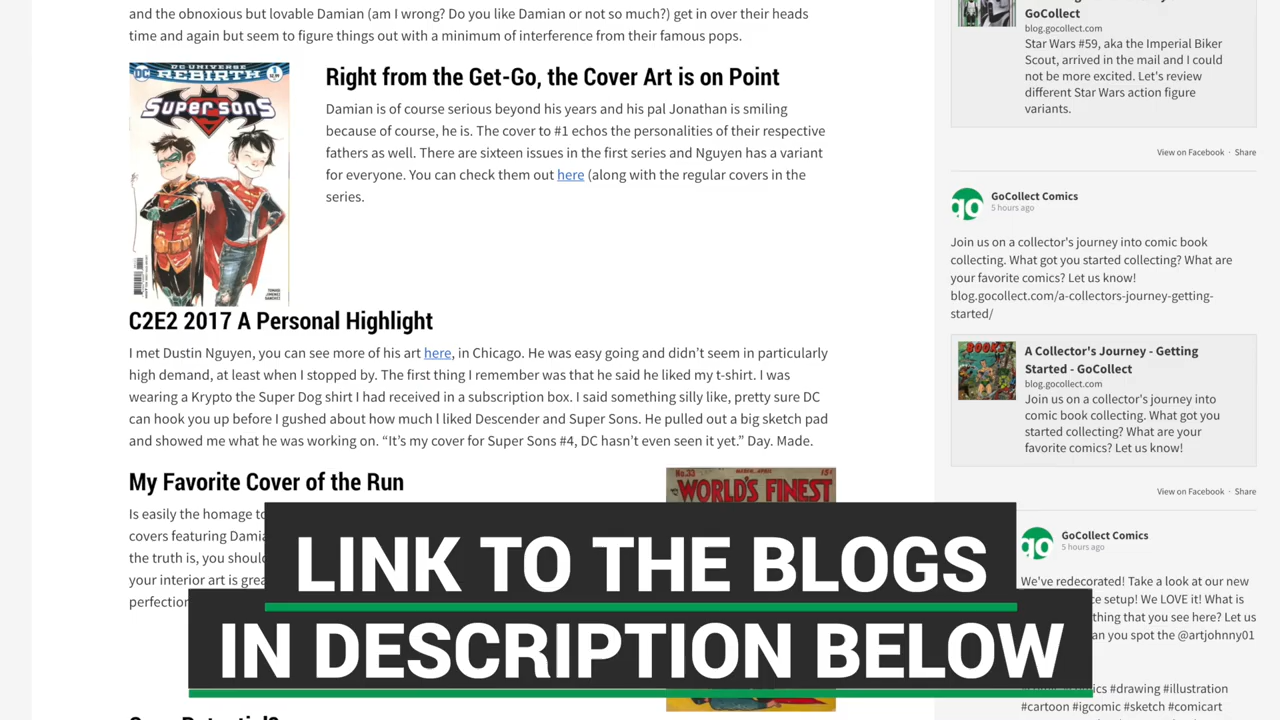 and the obnoxious but lovable Damian (am I wrong? Do you like Damian or not so much?) get in over their heads
time and again but seem to figure things out with a minimum of interference from their famous pops.
DC UNIVERSE
REBIRTH
SUPER SONS
Right from the Get-Go, the Cover Art is on Point
Damian is of course serious beyond his years and his pal Jonathan is smiling
because of course, he is. The cover to #1 echos the personalities of their respective
fathers as well. There are sixteen issues in the first series and Nguyen has a variant
for everyone. You can check them out here (along with the regular covers in the
series.
C2E2 2017 A Personal Highlight
I met Dustin Nguyen, you can see more of his art here, in Chicago. He was easy going and didn't seem in particularly
high demand, at least when I stopped by. The first thing I remember was that he said he liked my t-shirt. I was
wearing a Krypto the Super Dog shirt I had received in a subscription box. I said something silly like, pretty sure DC
can hook you up before I gushed about how much l liked Descender and Super Sons. He pulled out a big sketch pad
and showed me what he was working on. “It's my cover for Super Sons #4, DC hasn't even seen it yet.” Day. Made.
My Favorite Cover of the Run
Is easily the homage to
covers featuring Damia
the truth is, you shoul
your interior art is grea
perfection
No.33
15¢
WORLD'S FINEST
LINK TO THE BLOGS
IN DESCRIPTION BELOW
GoCollect
blog.gocollect.com
Star Wars #59, aka the Imperial Biker
Scout, arrived in the mail and I could
not be more excited. Let's review
different Star Wars action figure
variants.
View on Facebook · Share
go
GoCollect Comics
5 hours ago
Join us on a collector's journey into comic book
collecting. What got you started collecting? What are
your favorite comics? Let us know!
blog.gocollect.com/a-collectors-journey-getting-
started/
BOOKS
A Collector's Journey - Getting
Started - GoCollect
blog.gocollect.com
Join us on a collector's journey into
comic book collecting. What got you
started collecting? What are your
favorite comics? Let us know!
View on Facebook · Share
go
GoCollect Comics
5 hours ago
We've redecorated! Take a look at our new
te setup! We LOVE it! What is
thing that you see here? Let us
an you spot the @artjohnny01
#drawing #illustration
#cartoon #igcomic #sketch #comicart